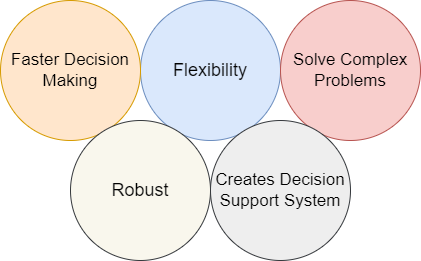 Faster Decision
Making
Flexibility
Solve Complex
Problems
Robust
Creates Decision
Support System